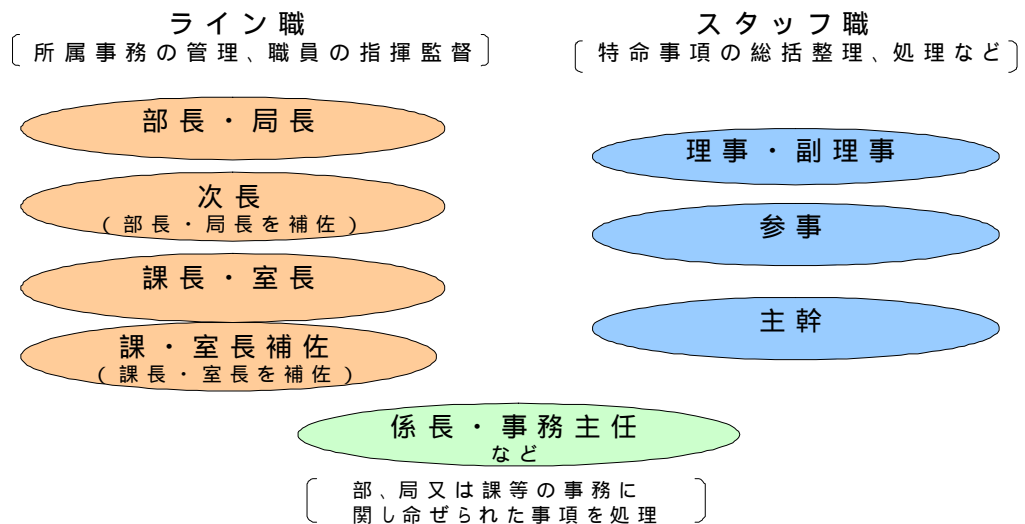 ライン職
所属事務の管理、職員の指揮監督
スタッフ職
特命事項の総括整理、処理など
部長・局長
次長
(部長・局長を補佐)
課長・室長
課・室長補佐
(課長・室長を補佐)
理事・副理事
参事
主幹
係長・事務主任
など
部、局又は課等の事務に
関し命ぜられた事項を処理